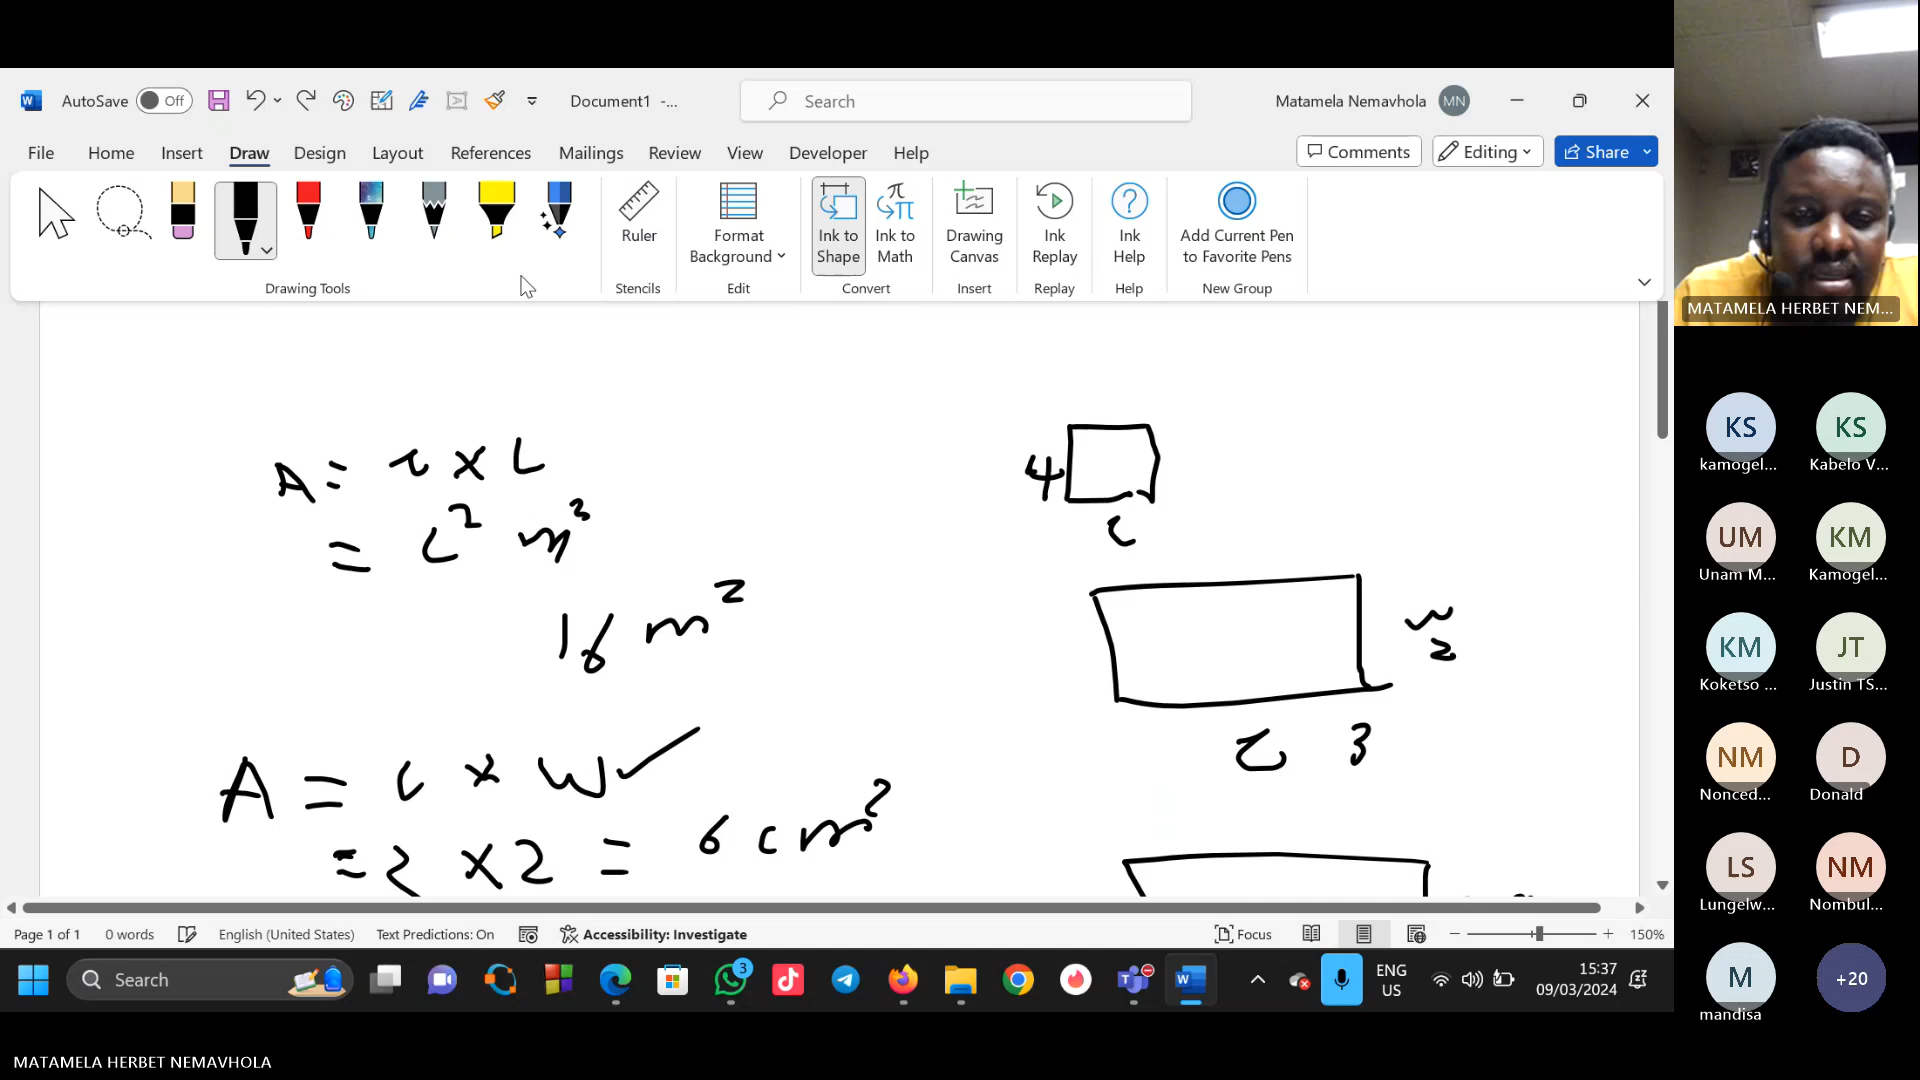 AutoSave Off Document1 -... Search Matamela Nemavhola MN
File Home Insert Draw Design Layout References Mailings Review View Developer Help Comments Editing Share
Ruler Format Background Ink to Shape Ink to Math Drawing Canvas Ink Replay Ink Help Add Current Pen to Favorite Pens
Drawing Tools Stencils Edit Convert Insert Replay Help New Group
MATAMELA HERBET NEM...
A = L x L
= L² m²
16 m²
A = L x W
= 3 x 2 = 6 cm²
4
L
W
2
L 3
KS KS
kamogel... Kabelo V...
UM KM
Unam M... Kamogel...
KM JT
Koketso ... Justin TS...
NM D
Nonced... Donald
LS NM
Lungelw... Nombul...
M +20
mandisa
Page 1 of 1 0 words English (United States) Text Predictions: On Accessibility: Investigate Focus 150%
Search 3 ENG US 15:37 09/03/2024
MATAMELA HERBET NEMAVHOLA